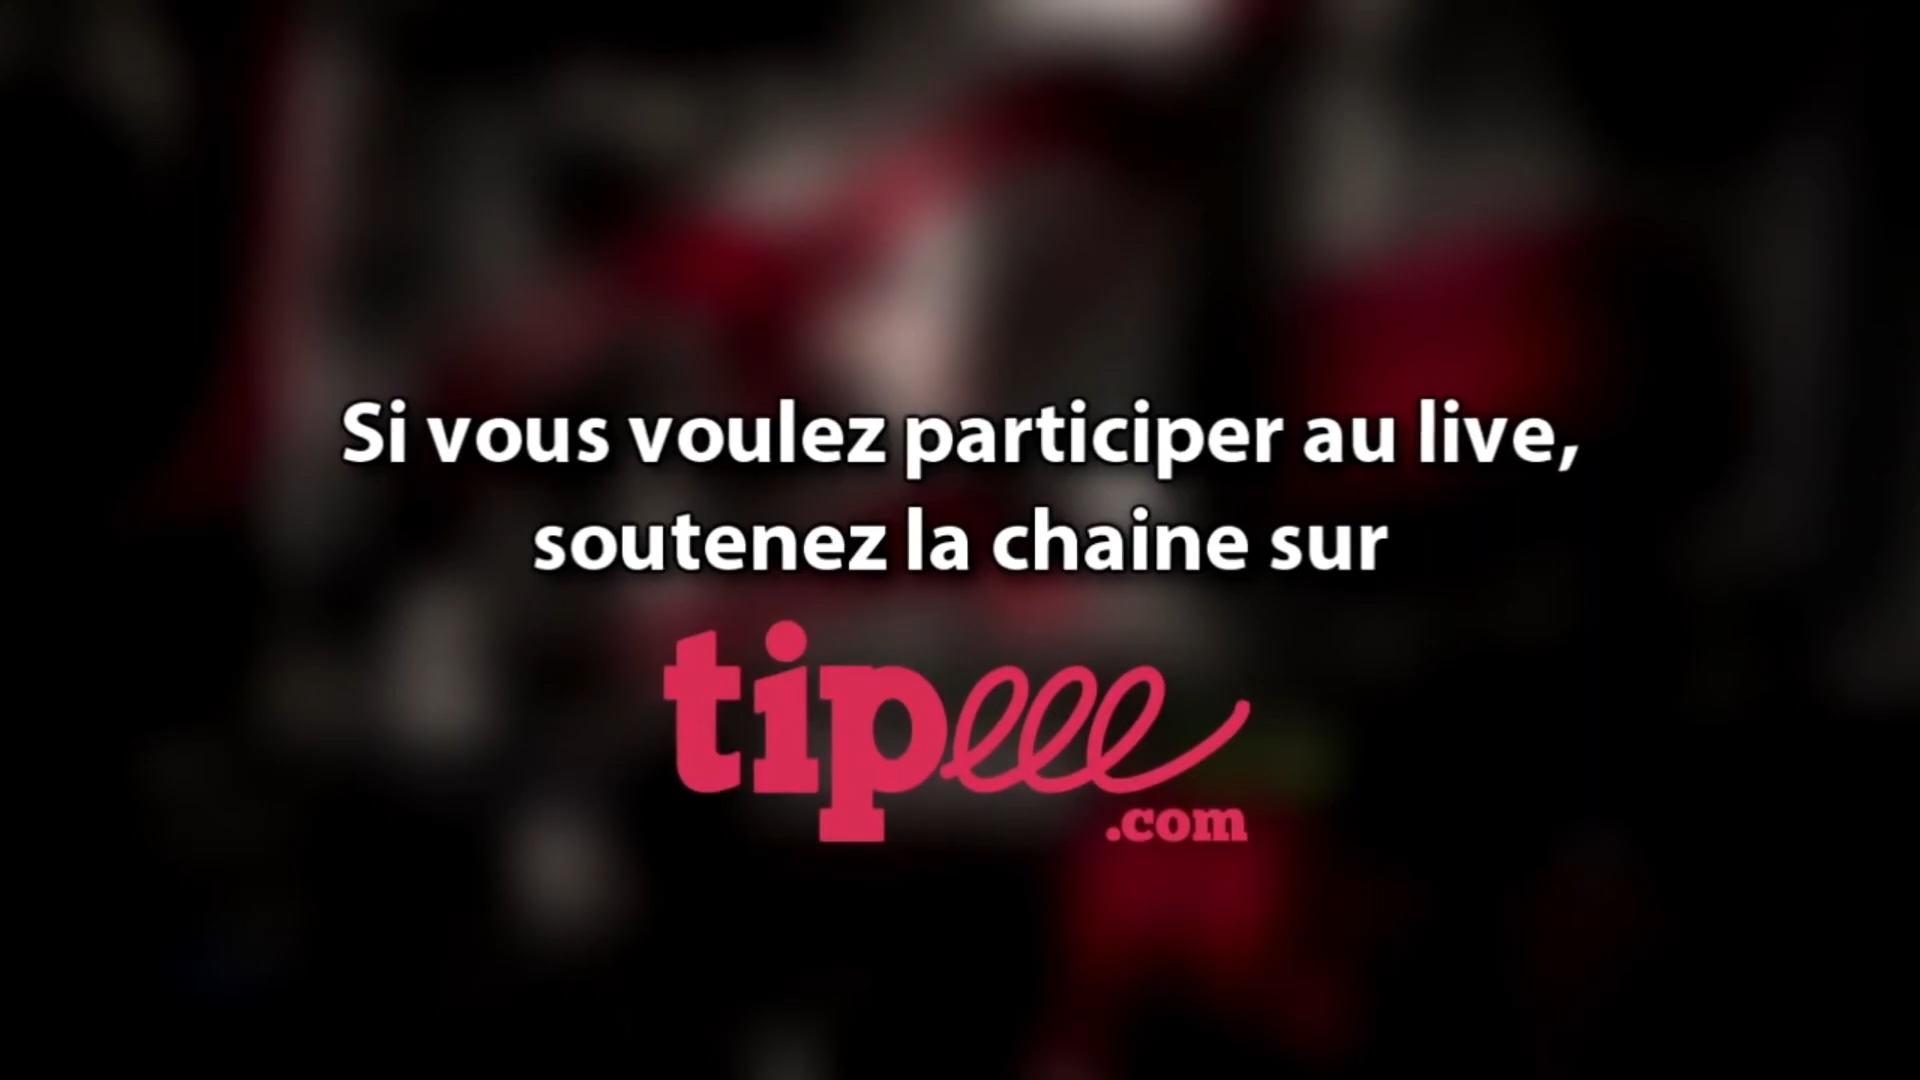 Si vous voulez participer au live,
soutenez la chaine sur
tipeee
.com